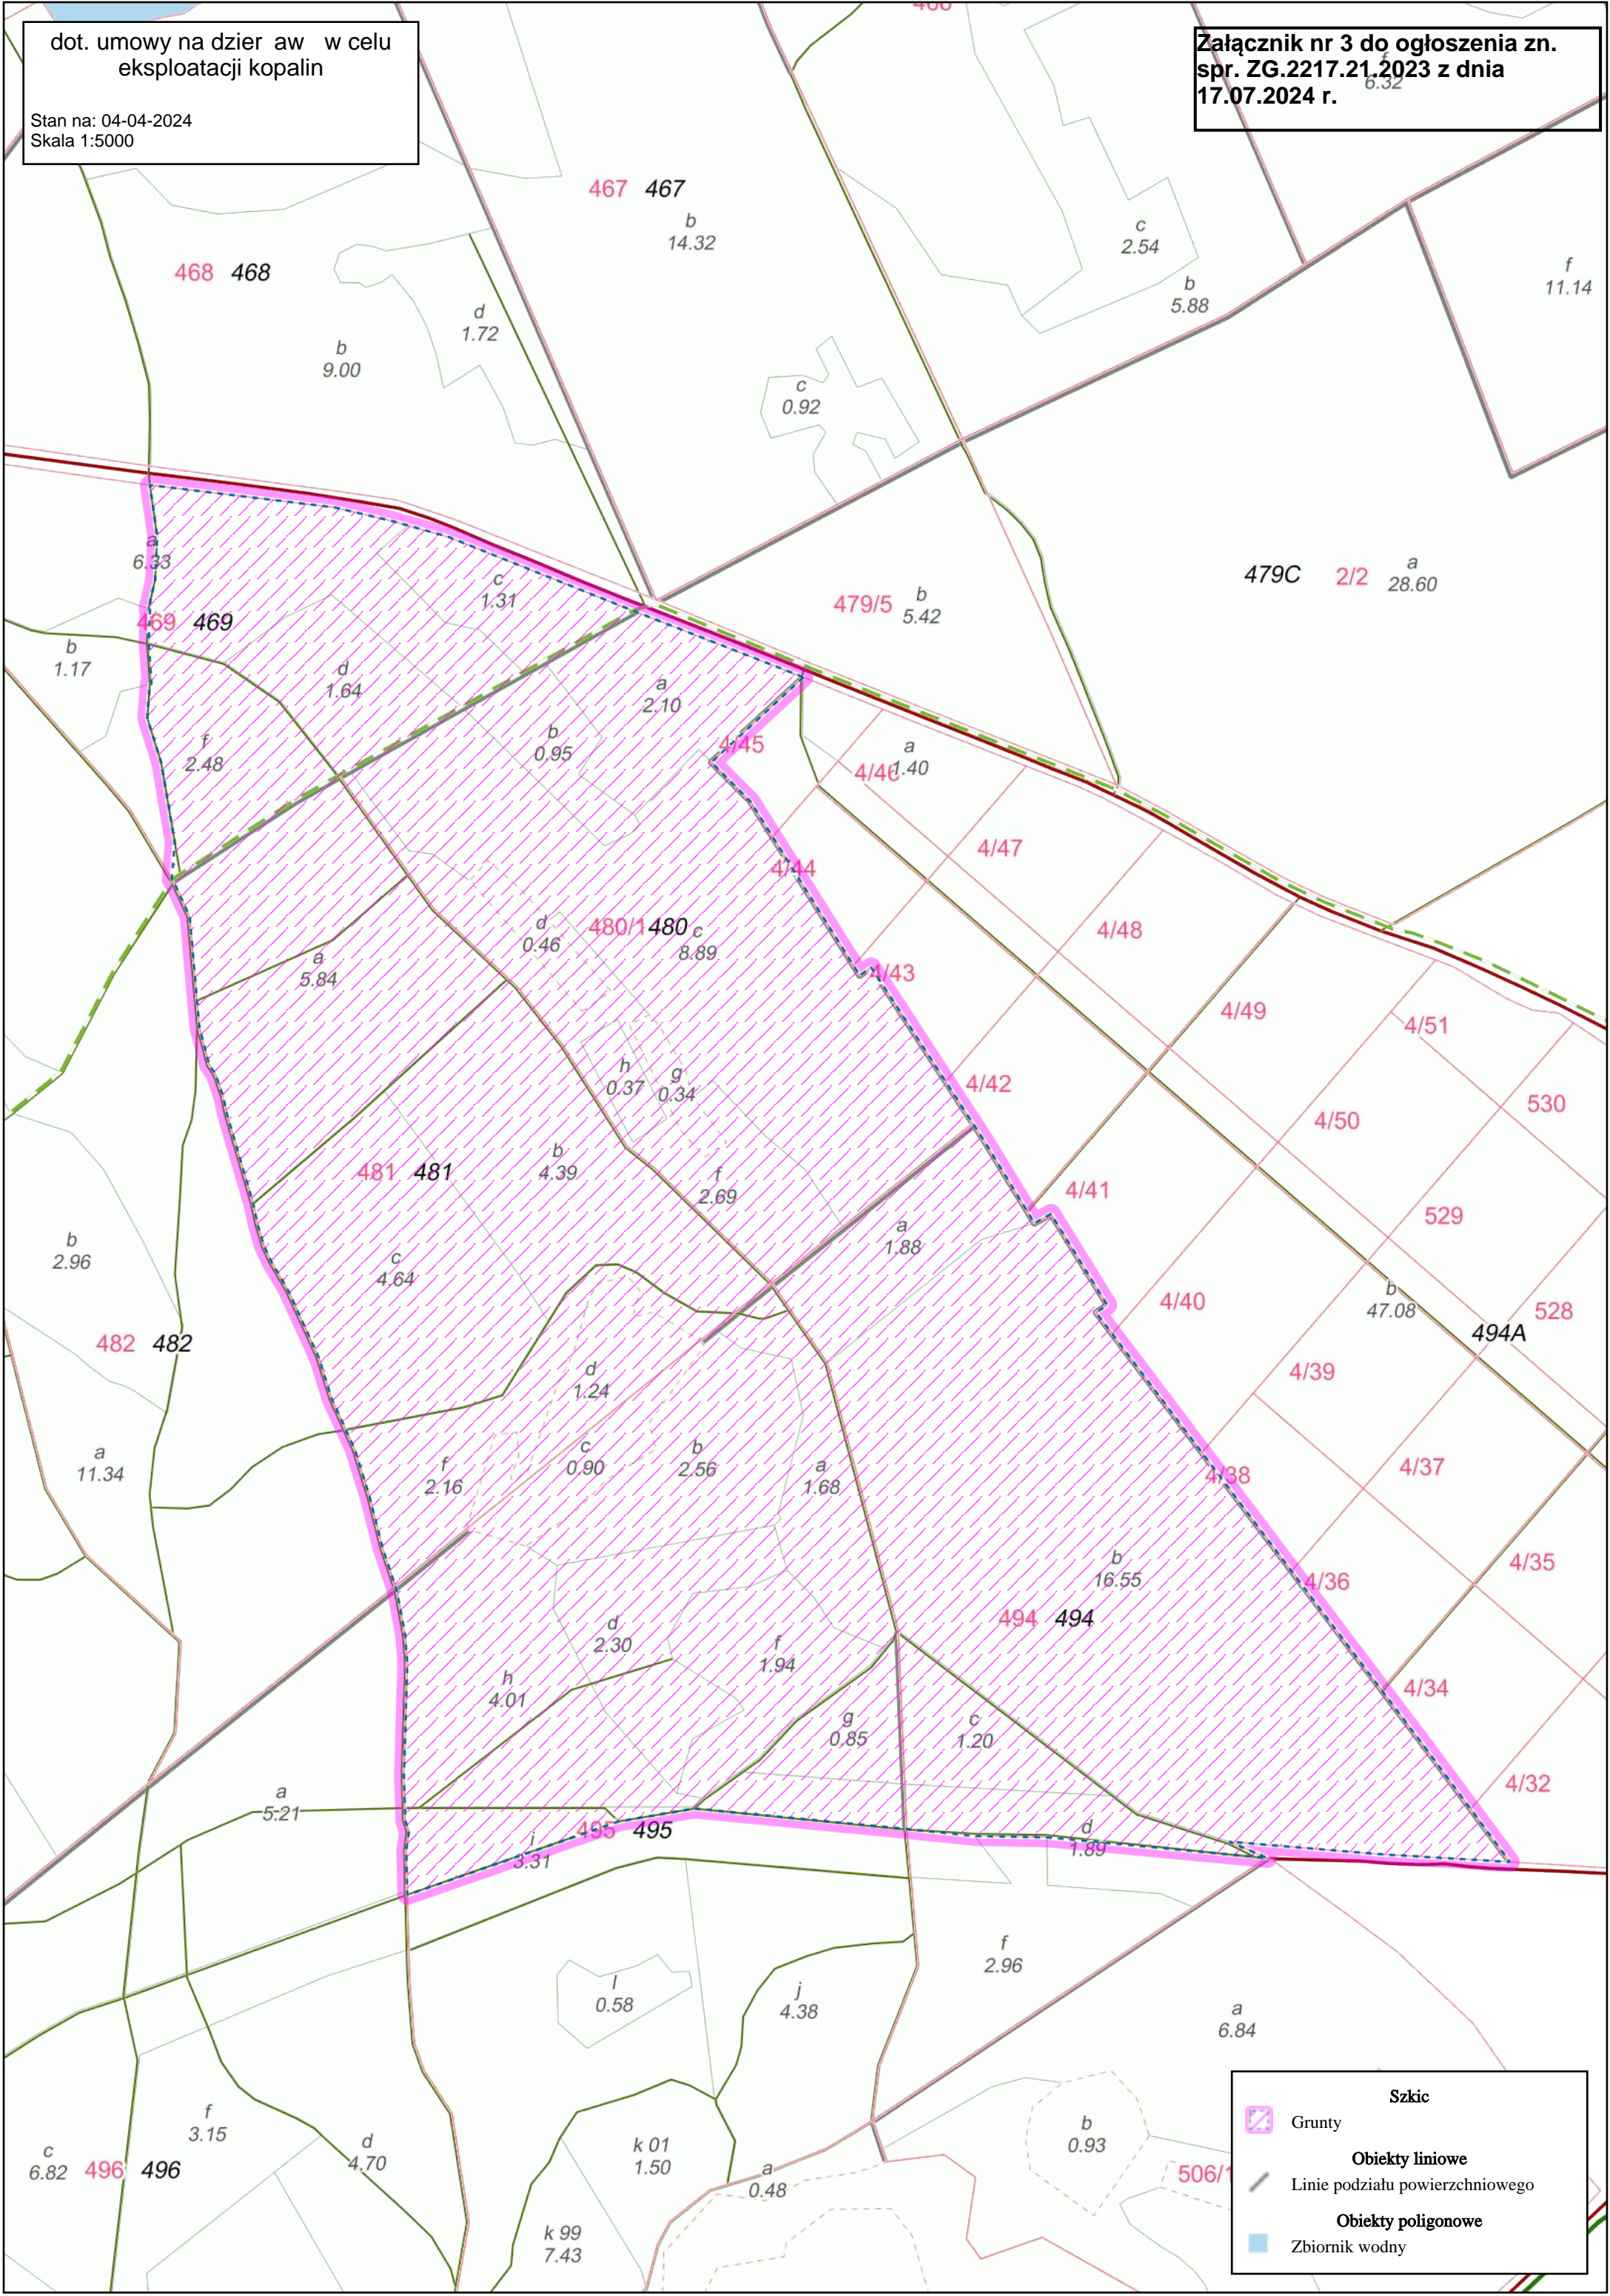 dot. umowy na dzier aw w celu
eksploatacji kopalin
Stan na: 04-04-2024
Skala 1:5000
Załącznik nr 3 do ogłoszenia zn.
spr. ZG.2217.21.2023 z dnia
17.07.2024 r.
f
6.32
467 467
b
14.32
c
2.54
468 468
f
11.14
b
5.88
d
1.72
b
9.00
c
0.92
a
6.33
c
1.31
479C 2/2
a
28.60
479/5
b
5.42
469 469
b
1.17
d
1.64
a
2.10
f
2.48
b
0.95
4/45
a
1.40
4/46
4/47
4/44
d
0.46
480/1 480
c
8.89
4/48
a
5.84
4/43
4/49
4/51
h
0.37
g
0.34
4/42
4/50
530
481 481
b
4.39
f
2.69
4/41
529
a
1.88
b
2.96
c
4.64
4/40
b
47.08
528
494A
482 482
d
1.24
4/39
a
11.34
f
2.16
c
0.90
b
2.56
a
1.68
4/38
4/37
b
16.55
4/36
4/35
494 494
d
2.30
f
1.94
h
4.01
4/34
g
0.85
c
1.20
4/32
a
5.21
495 495
i
3.31
d
1.89
f
2.96
l
0.58
j
4.38
a
6.84
f
3.15
d
4.70
c
6.82
496 496
k 01
1.50
a
0.48
b
0.93
506/1
k 99
7.43
Szkic
Grunty
Obiekty liniowe
Linie podziału powierzchniowego
Obiekty poligonowe
Zbiornik wodny